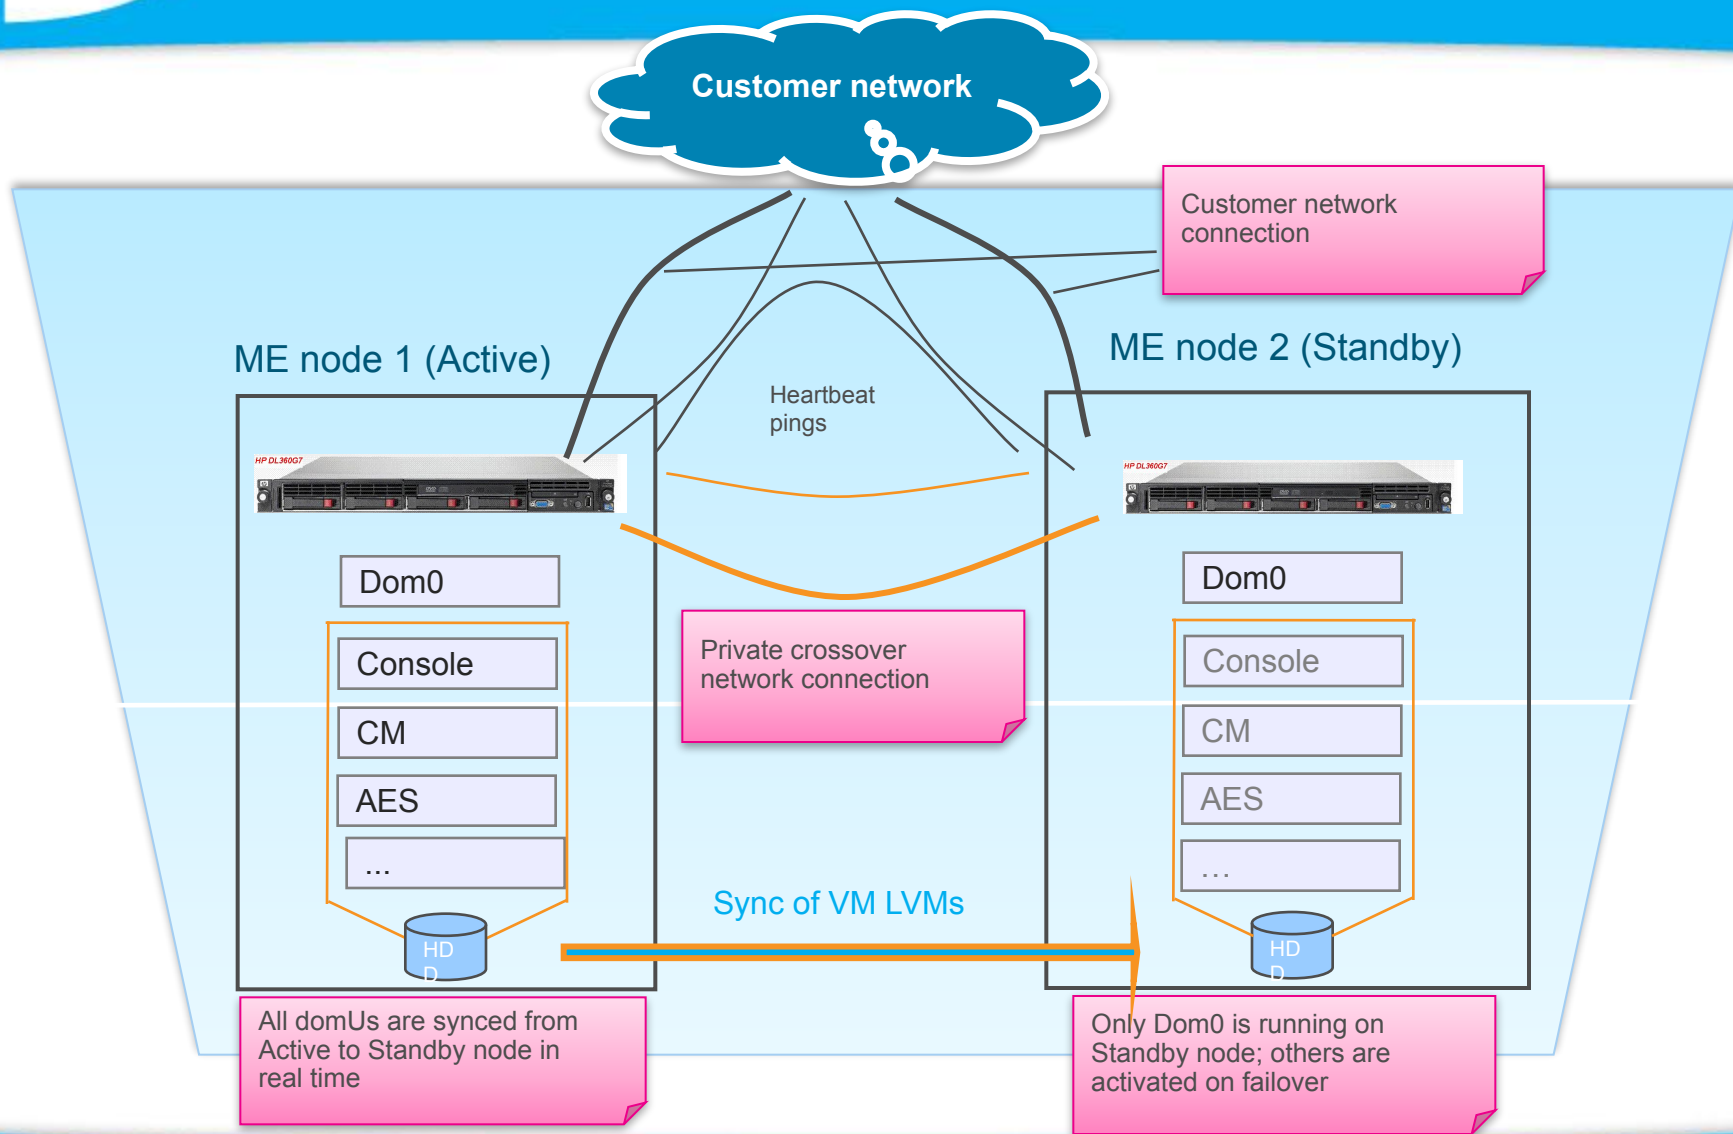 Customer network
Customer network
connection
ME node 1 (Active)
ME node 2 (Standby)
Heartbeat
pings
HP DL360G7
HP DL360G7
Dom0
Console
CM
AES
...
HD
D
Private crossover
network connection
Dom0
Console
CM
AES
...
HD
D
Sync of VM LVMs
All domUs are synced from
Active to Standby node in
real time
Only Dom0 is running on
Standby node; others are
activated on failover